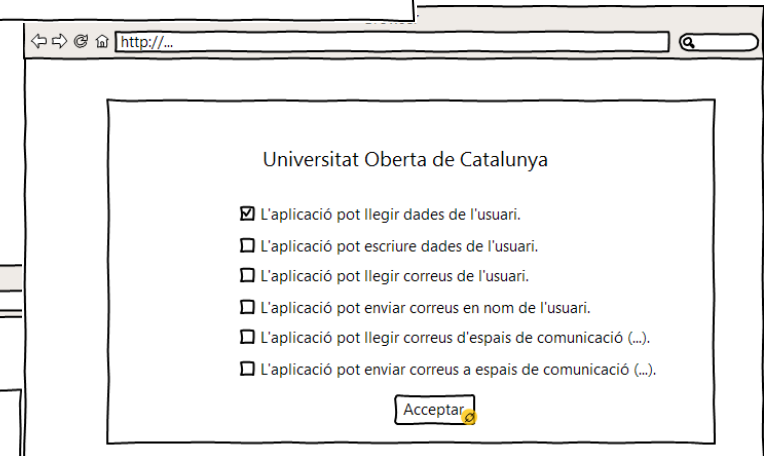 http://...
Universitat Oberta de Catalunya
L'aplicació pot llegir dades de l'usuari.
L'aplicació pot escriure dades de l'usuari.
L'aplicació pot llegir correus de l'usuari.
L'aplicació pot enviar correus en nom de l'usuari.
L'aplicació pot llegir correus d'espais de comunicació (...).
L'aplicació pot enviar correus a espais de comunicació (...).
Acceptar